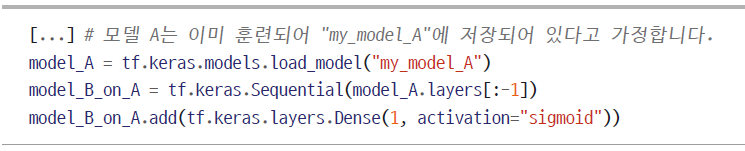 [...] # 모델 A는 이미 훈련되어 "my_model_A"에 저장되어 있다고 가정합니다.
model_A = tf.keras.models.load_model("my_model_A")
model_B_on_A = tf.keras.Sequential(model_A.layers[:-1])
model_B_on_A.add(tf.keras.layers.Dense(1, activation="sigmoid"))